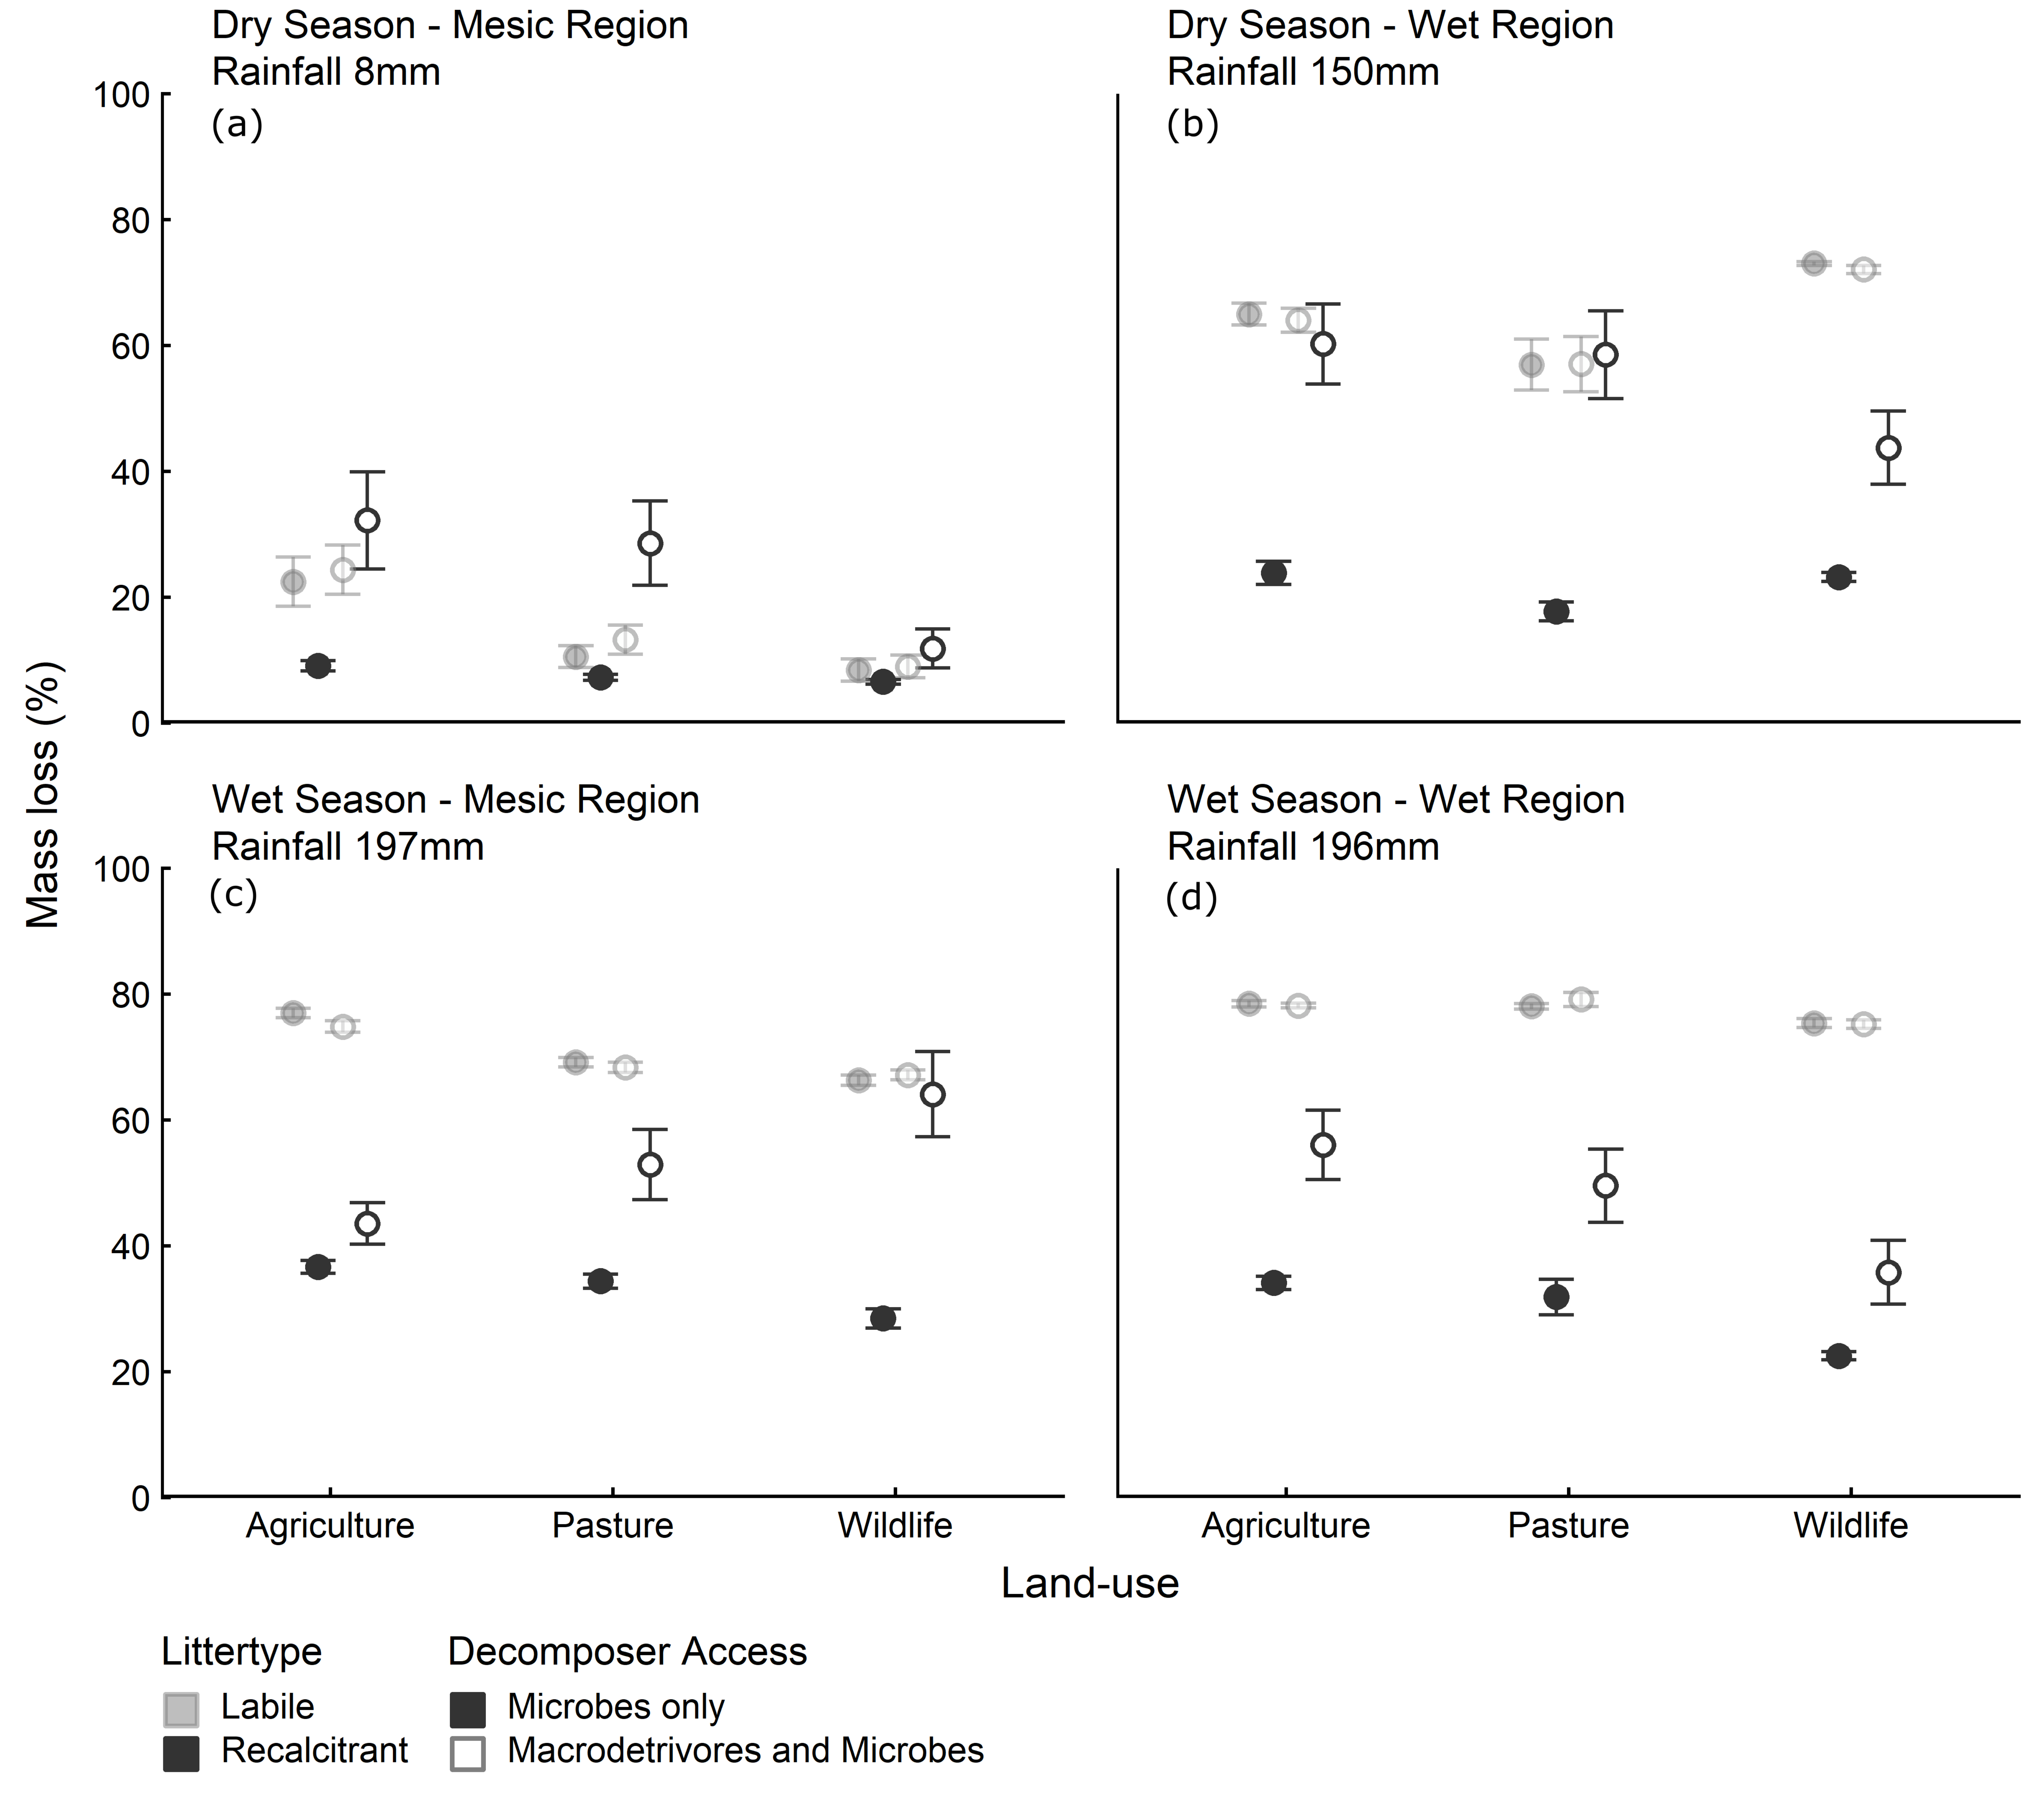 Dry Season - Mesic Region
Rainfall 8mm
(a)
100
80
60
40
20
0
Dry Season - Wet Region
Rainfall 150mm
(b)
Mass loss (%)
Wet Season - Mesic Region
Rainfall 197mm
(c)
100
80
60
40
20
0
Agriculture
Pasture
Wildlife
Wet Season - Wet Region
Rainfall 196mm
(d)
Agriculture
Pasture
Wildlife
Land-use
Littertype
Labile
Recalcitrant
Decomposer Access
Microbes only
Macrodetrivores and Microbes